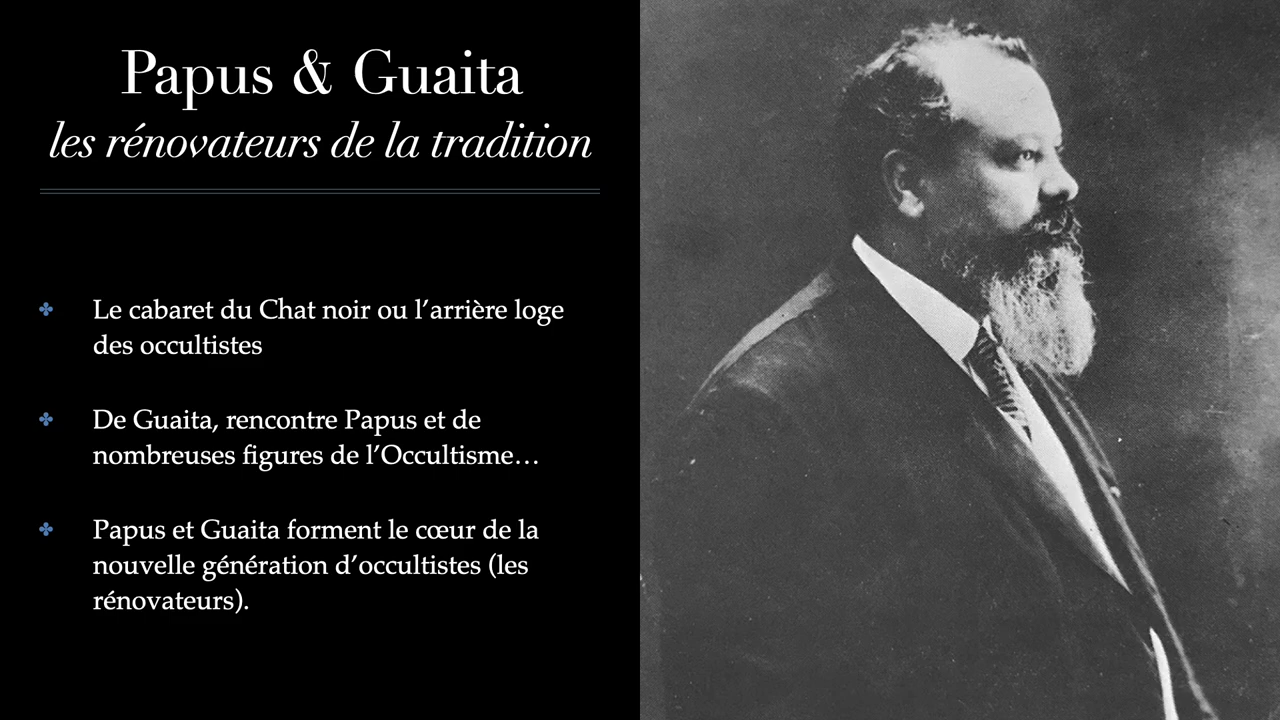 Papus & Guaita
les rénovateurs de la tradition
Le cabaret du Chat noir ou l’arrière loge
des occultistes
De Guaita, rencontre Papus et de
nombreuses figures de l’Occultisme…
Papus et Guaita forment le cœur de la
nouvelle génération d’occultistes (les
rénovateurs).